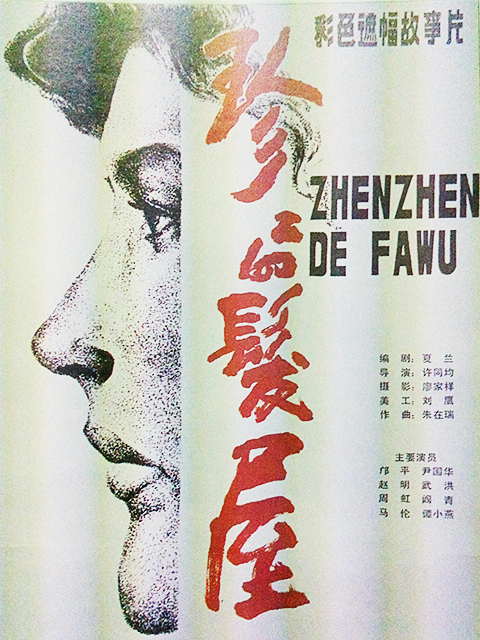 彩色遮幅故事片
珍々的髮屋
ZHENZHEN
DE FAWU
编 剧：夏 兰
导 演：许同均
摄 影：廖家祥
美 工：刘 鹰
作 曲：朱在瑞
主要演员
邝 平 尹国华
赵 明 武 洪
周 虹 阎 青
马 伦 谭小燕